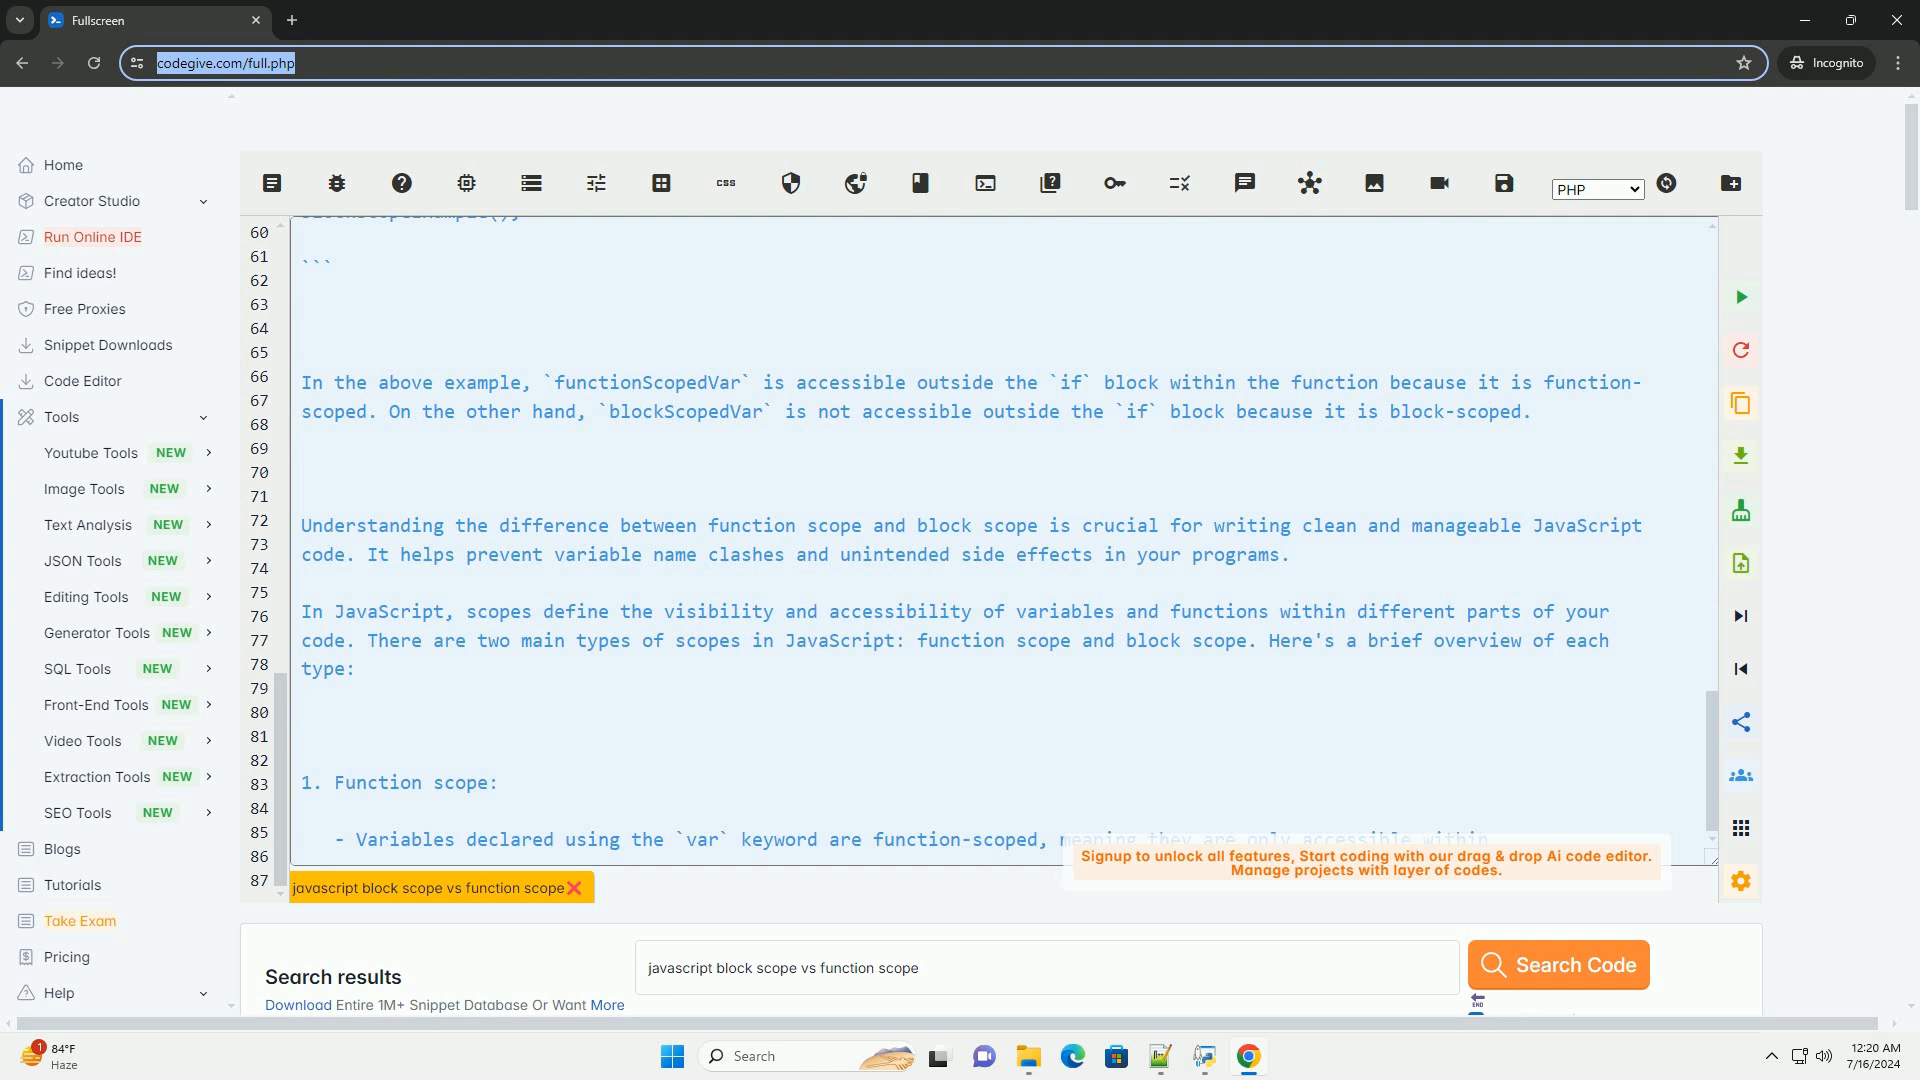 Fullscreen
codegive.com/full.php
Incognito
Home
Creator Studio
Run Online IDE
Find ideas!
Free Proxies
Snippet Downloads
Code Editor
Tools
Youtube Tools NEW
Image Tools NEW
Text Analysis NEW
JSON Tools NEW
Editing Tools NEW
Generator Tools NEW
SQL Tools NEW
Front-End Tools NEW
Video Tools NEW
Extraction Tools NEW
SEO Tools NEW
Blogs
Tutorials
Take Exam
Pricing
Help
css
PHP
60
61
62
63
64
65
66
67
68
69
70
71
72
73
74
75
76
77
78
79
80
81
82
83
84
85
86
87
```
In the above example, `functionScopedVar` is accessible outside the `if` block within the function because it is function-
scoped. On the other hand, `blockScopedVar` is not accessible outside the `if` block because it is block-scoped.
Understanding the difference between function scope and block scope is crucial for writing clean and manageable JavaScript
code. It helps prevent variable name clashes and unintended side effects in your programs.
In JavaScript, scopes define the visibility and accessibility of variables and functions within different parts of your
code. There are two main types of scopes in JavaScript: function scope and block scope. Here's a brief overview of each
type:
1. Function scope:
- Variables declared using the `var` keyword are function-scoped, meaning they are only accessible within
Signup to unlock all features, Start coding with our drag & drop Ai code editor.
Manage projects with layer of codes.
javascript block scope vs function scope
Search results
javascript block scope vs function scope
Search Code
Download Entire 1M+ Snippet Database Or Want More
END
1
84°F
Haze
Search
12:20 AM
7/16/2024